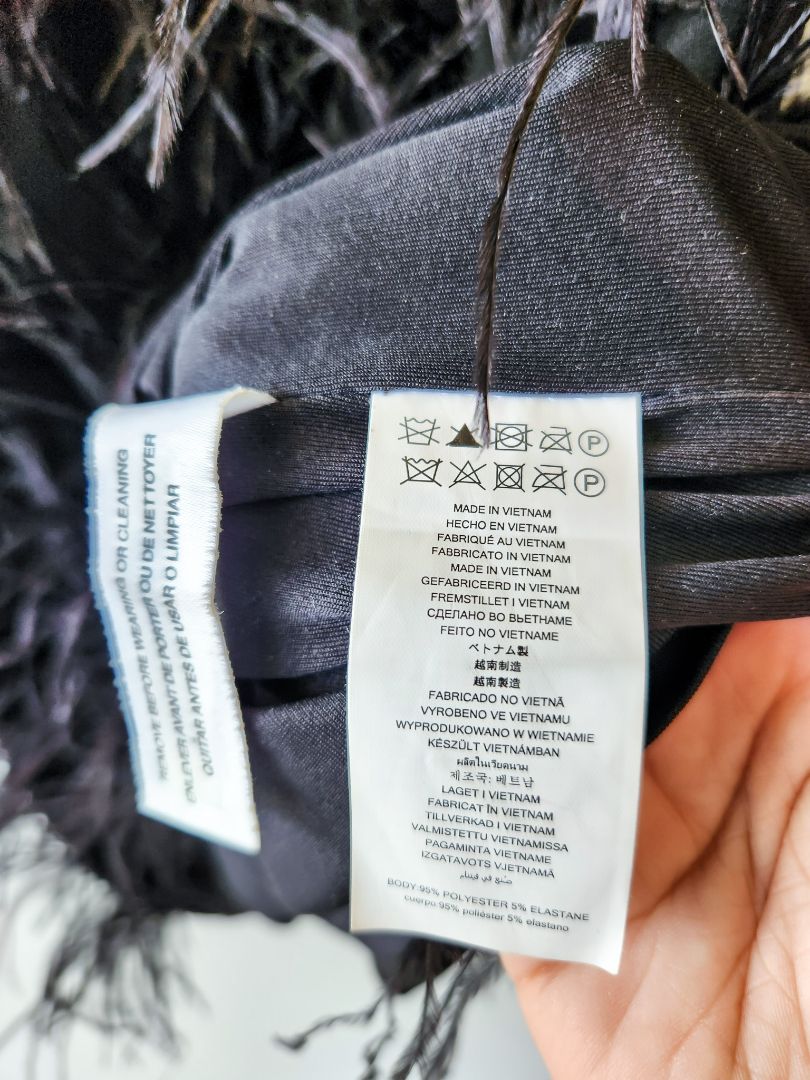 REMOVE BEFORE WEARING OR CLEANING
ENLEVER AVANT DE PORTER OU DE NETTOYER
QUITAR ANTES DE USAR O LIMPIAR
P
P
MADE IN VIETNAM
HECHO EN VIETNAM
FABRIQUÉ AU VIETNAM
FABBRICATO IN VIETNAM
MADE IN VIETNAM
GEFABRICEERD IN VIETNAM
FREMSTILLET I VIETNAM
СДЕЛАНО ВО ВЬЕТНАМЕ
FEITO NO VIETNAME
ベトナム製
越南制造
越南製造
FABRICADO NO VIETNÃ
VYROBENO VE VIETNAMU
WYPRODUKOWANO W WIETNAMIE
KÉSZÜLT VIETNÁMBAN
ผลิตในเวียดนาม
제조국: 베트남
LAGET I VIETNAM
FABRICAT ÎN VIETNAM
TILLVERKAD I VIETNAM
VALMISTETTU VIETNAMISSA
PAGAMINTA VIETNAME
IZGATAVOTS VJETNAMĀ
صُنع في فيتنام
BODY:95% POLYESTER 5% ELASTANE
cuerpo:95% poliéster 5% elastano